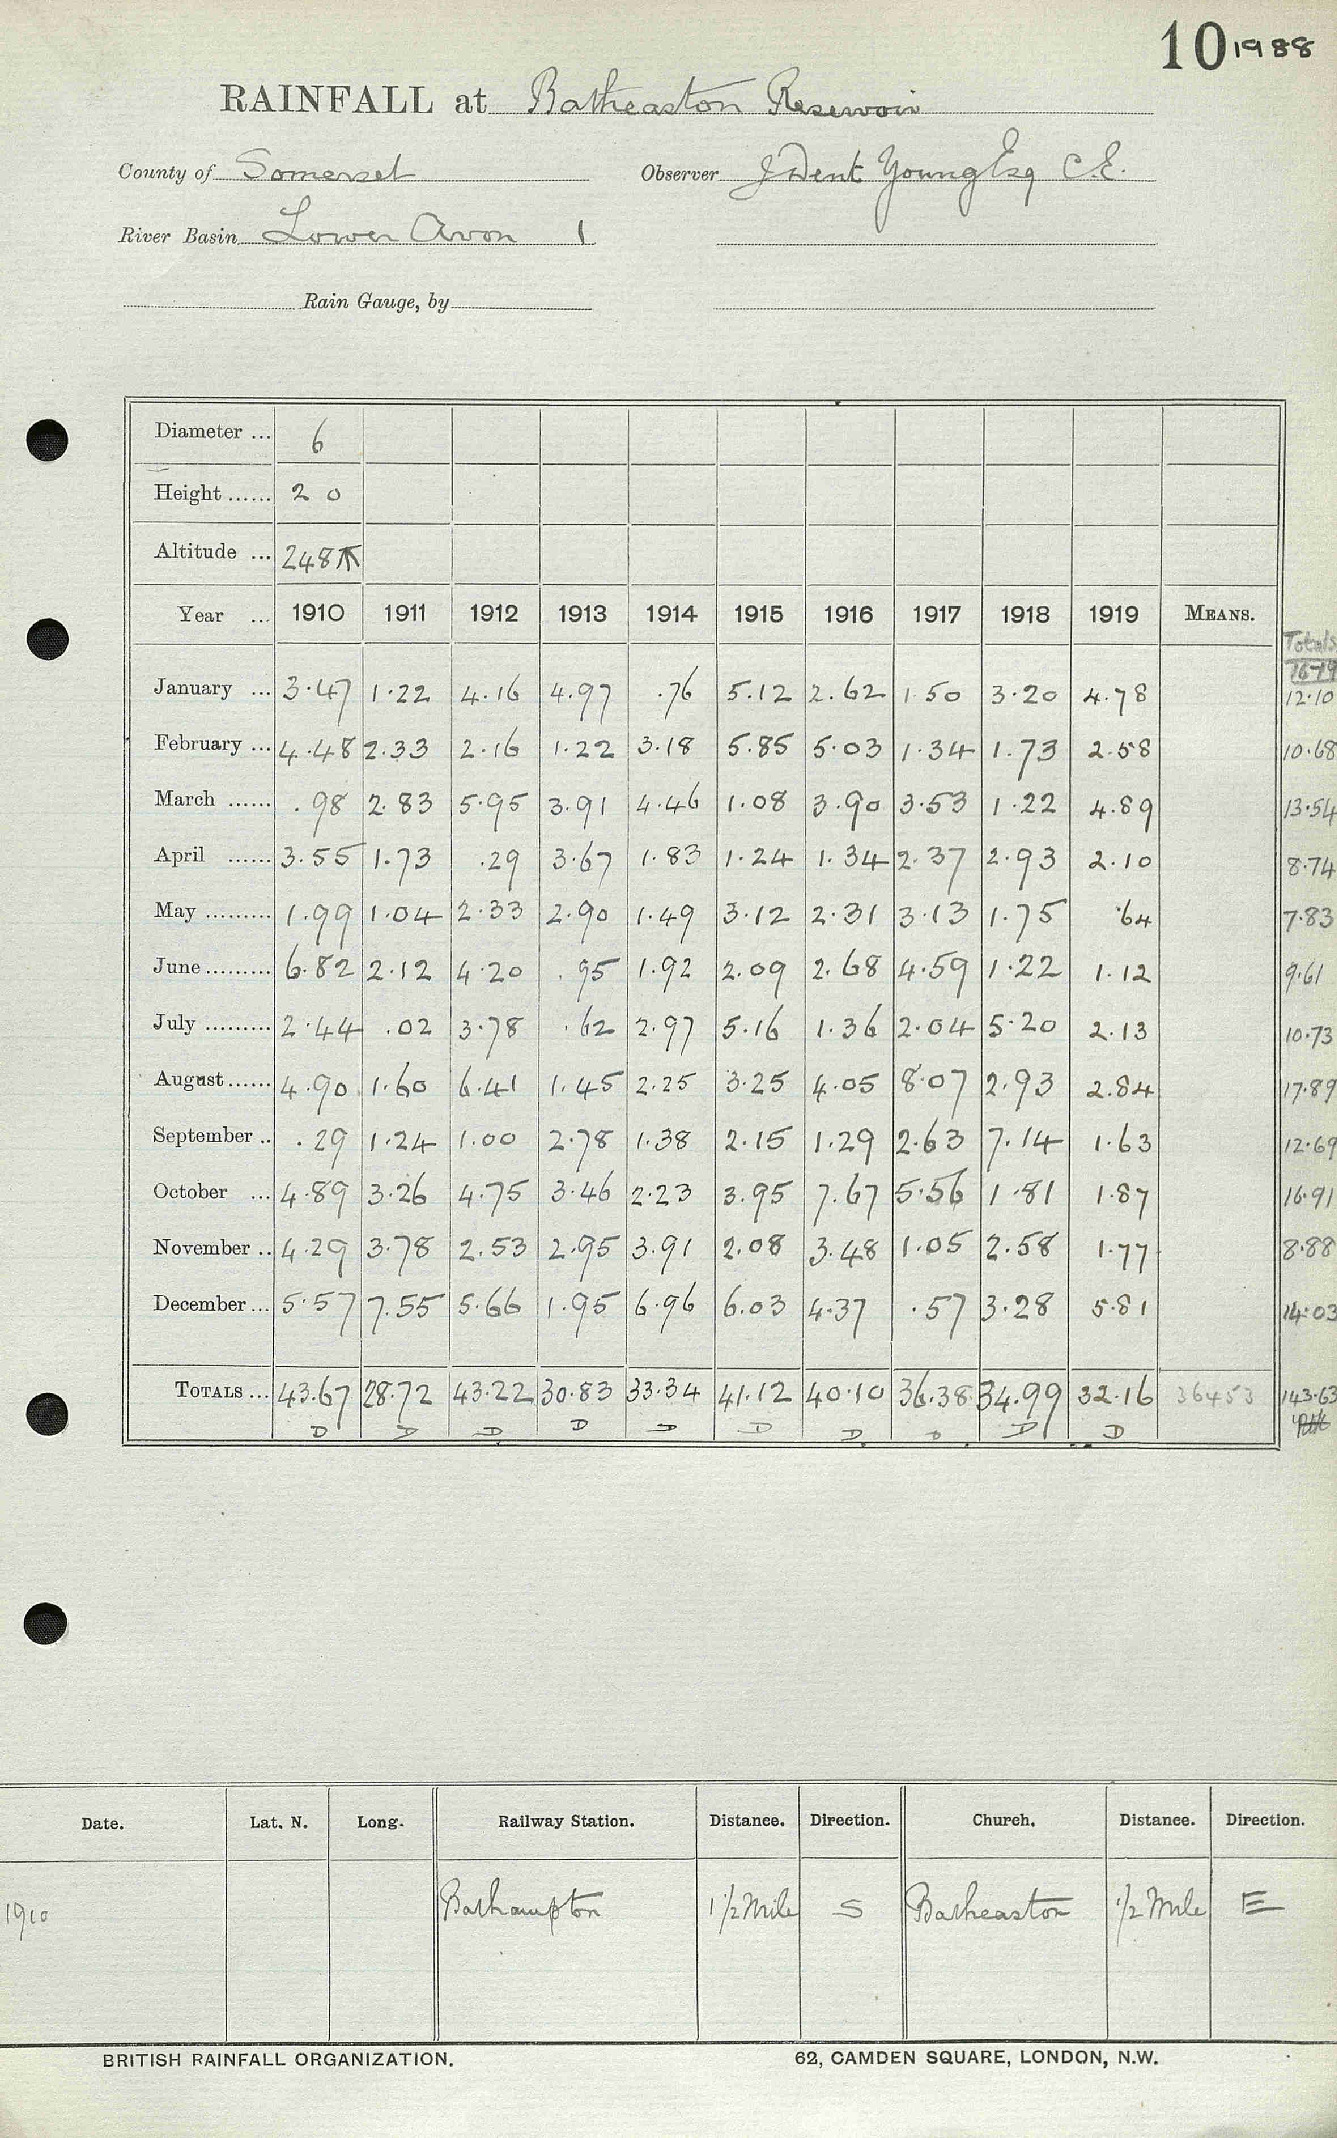 10 1988
RAINFALL at Batheaston Reservoir
County of Somerset Observer J Dent Young Esq C.E.
River Basin Lower Avon 1
Rain Gauge, by
Diameter ... 6
Height ...... 2 0
Altitude ... 248
Year ... 1910 1911 1912 1913 1914 1915 1916 1917 1918 1919 MEANS. Totals 16-19
January ... 3.47 1.22 4.16 4.97 .76 5.12 2.62 1.50 3.20 4.78 12.10
February ... 4.48 2.33 2.16 1.22 3.18 5.85 5.03 1.34 1.73 2.58 10.68
March ...... .98 2.83 5.95 3.91 4.46 1.08 3.90 3.53 1.22 4.89 13.54
April ...... 3.55 1.73 .29 3.67 1.83 1.24 1.34 2.37 2.93 2.10 8.74
May ......... 1.99 1.04 2.33 2.90 1.49 3.12 2.31 3.13 1.75 .64 7.83
June ......... 6.82 2.12 4.20 .95 1.92 2.09 2.68 4.59 1.22 1.12 9.61
July ......... 2.44 .02 3.78 .62 2.97 5.16 1.36 2.04 5.20 2.13 10.73
August ...... 4.90 1.60 6.41 1.45 2.25 3.25 4.05 8.07 2.93 2.84 17.89
September .. .29 1.24 1.00 2.78 1.38 2.15 1.29 2.63 7.14 1.63 12.69
October ... 4.89 3.26 4.75 3.46 2.23 3.95 7.67 5.56 1.81 1.87 16.91
November .. 4.29 3.78 2.53 2.95 3.91 2.08 3.48 1.05 2.58 1.77 8.88
December ... 5.57 7.55 5.66 1.95 6.96 6.03 4.37 .57 3.28 5.81 14.03
TOTALS ... 43.67 28.72 43.22 30.83 33.34 41.12 40.10 36.38 34.99 32.16 36453 143.63
D D D D D D D D D D
Date. Lat. N. Long. Railway Station. Distance. Direction. Church. Distance. Direction.
1910 Bathampton 1 1/2 Mile S Batheaston 1/2 Mile E
BRITISH RAINFALL ORGANIZATION. 62, CAMDEN SQUARE, LONDON, N.W.